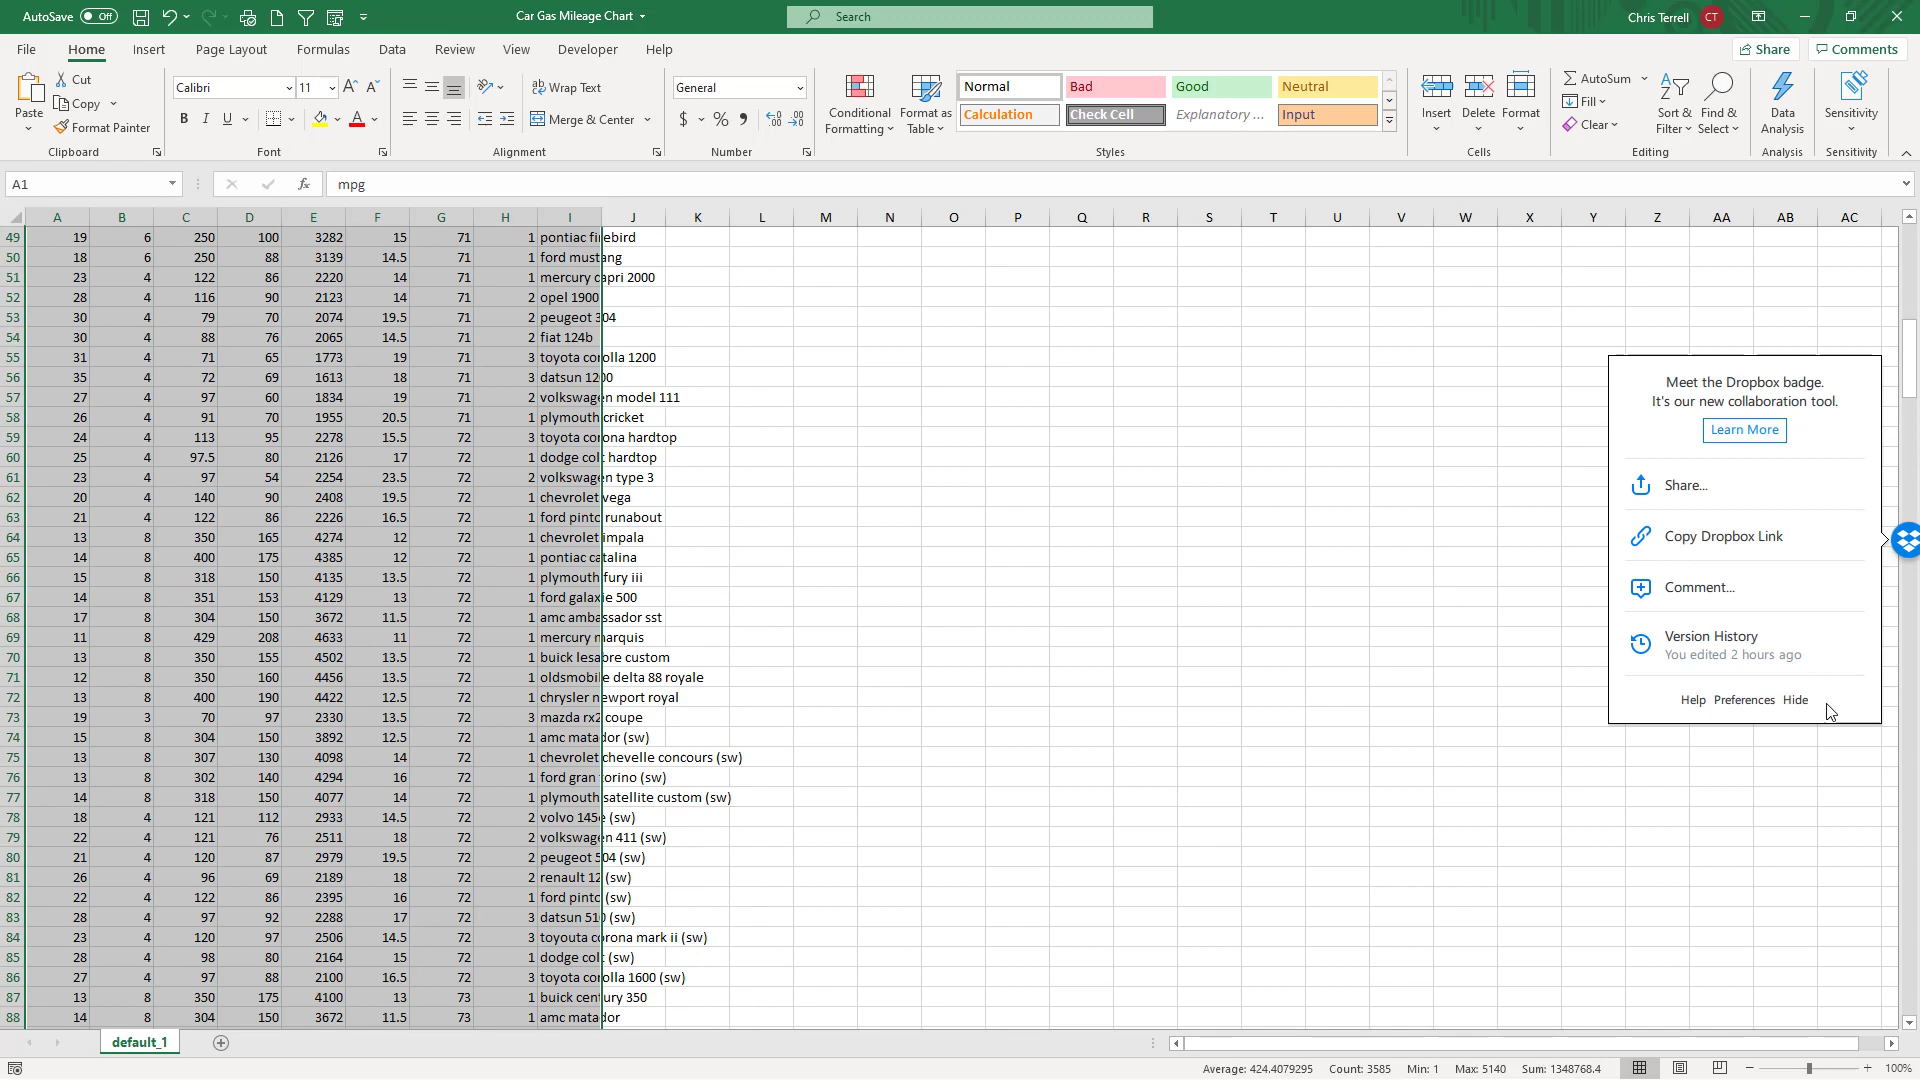 AutoSave Off Car Gas Mileage Chart Search Chris Terrell CT
File Home Insert Page Layout Formulas Data Review View Developer Help Share Comments
Paste
Cut
Copy
Format Painter
Clipboard
Calibri 11 A A
B I U A
Font
Wrap Text
Merge & Center
Alignment
General
$ % 9
Number
Conditional Formatting
Format as Table
Normal Bad Good Neutral
Calculation Check Cell Explanatory ... Input
Styles
Insert Delete Format
Cells
AutoSum
Fill
Clear
Sort & Filter
Find & Select
Editing
Data Analysis
Analysis
Sensitivity
Sensitivity
A1 fx mpg
A B C D E F G H I J K L M N O P Q R S T U V W X Y Z AA AB AC
49 19 6 250 100 3282 15 71 1 pontiac firebird
50 18 6 250 88 3139 14.5 71 1 ford mustang
51 23 4 122 86 2220 14 71 1 mercury capri 2000
52 28 4 116 90 2123 14 71 2 opel 1900
53 30 4 79 70 2074 19.5 71 2 peugeot 304
54 30 4 88 76 2065 14.5 71 2 fiat 124b
55 31 4 71 65 1773 19 71 3 toyota corolla 1200
56 35 4 72 69 1613 18 71 3 datsun 1200
57 27 4 97 60 1834 19 71 2 volkswagen model 111
58 26 4 91 70 1955 20.5 71 1 plymouth cricket
59 24 4 113 95 2278 15.5 72 3 toyota corona hardtop
60 25 4 97.5 80 2126 17 72 1 dodge colt hardtop
61 23 4 97 54 2254 23.5 72 2 volkswagen type 3
62 20 4 140 90 2408 19.5 72 1 chevrolet vega
63 21 4 122 86 2226 16.5 72 1 ford pinto runabout
64 13 8 350 165 4274 12 72 1 chevrolet impala
65 14 8 400 175 4385 12 72 1 pontiac catalina
66 15 8 318 150 4135 13.5 72 1 plymouth fury iii
67 14 8 351 153 4129 13 72 1 ford galaxie 500
68 17 8 304 150 3672 11.5 72 1 amc ambassador sst
69 11 8 429 208 4633 11 72 1 mercury marquis
70 13 8 350 155 4502 13.5 72 1 buick lesabre custom
71 12 8 350 160 4456 13.5 72 1 oldsmobile delta 88 royale
72 13 8 400 190 4422 12.5 72 1 chrysler newport royal
73 19 3 70 97 2330 13.5 72 3 mazda rx2 coupe
74 15 8 304 150 3892 12.5 72 1 amc matador (sw)
75 13 8 307 130 4098 14 72 1 chevrolet chevelle concours (sw)
76 13 8 302 140 4294 16 72 1 ford gran torino (sw)
77 14 8 318 150 4077 14 72 1 plymouth satellite custom (sw)
78 18 4 121 112 2933 14.5 72 2 volvo 145e (sw)
79 22 4 121 76 2511 18 72 2 volkswagen 411 (sw)
80 21 4 120 87 2979 19.5 72 2 peugeot 504 (sw)
81 26 4 96 69 2189 18 72 2 renault 12 (sw)
82 22 4 122 86 2395 16 72 1 ford pinto (sw)
83 28 4 97 92 2288 17 72 3 datsun 510 (sw)
84 23 4 120 97 2506 14.5 72 3 toyouta corona mark ii (sw)
85 28 4 98 80 2164 15 72 1 dodge colt (sw)
86 27 4 97 88 2100 16.5 72 3 toyota corolla 1600 (sw)
87 13 8 350 175 4100 13 73 1 buick century 350
88 14 8 304 150 3672 11.5 73 1 amc matador
Meet the Dropbox badge.
It's our new collaboration tool.
Learn More
Share...
Copy Dropbox Link
Comment...
Version History
You edited 2 hours ago
Help Preferences Hide
default_1
Average: 424.4079295 Count: 3585 Min: 1 Max: 5140 Sum: 1348768.4 100%